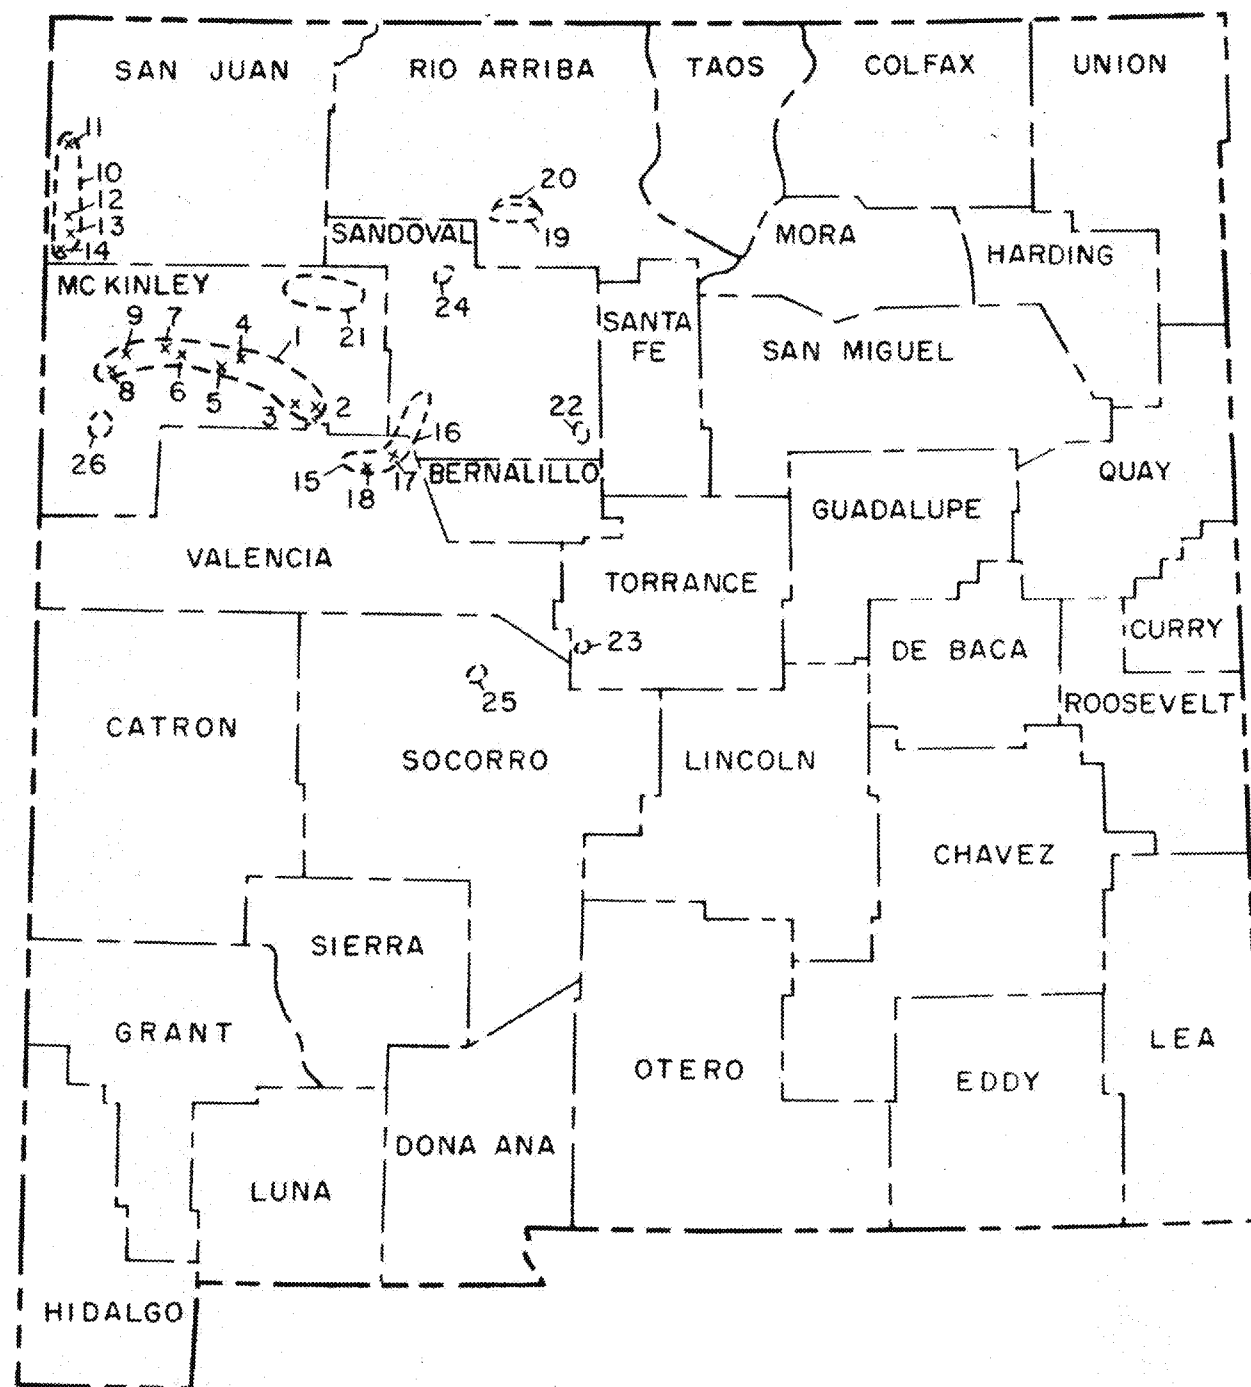 SAN JUAN
RIO ARRIBA
TAOS
COLFAX
UNION
11
10
12
13
14
20
19
SANDOVAL
MORA
HARDING
MC KINLEY
24
21
9
7
4
1
SANTA
FE
SAN MIGUEL
8
6
5
3
2
22
26
15
18
17
16
BERNALILLO
QUAY
GUADALUPE
VALENCIA
TORRANCE
23
DE BACA
CURRY
25
ROOSEVELT
CATRON
SOCORRO
LINCOLN
CHAVEZ
SIERRA
GRANT
OTERO
EDDY
LEA
DONA ANA
LUNA
HIDALGO